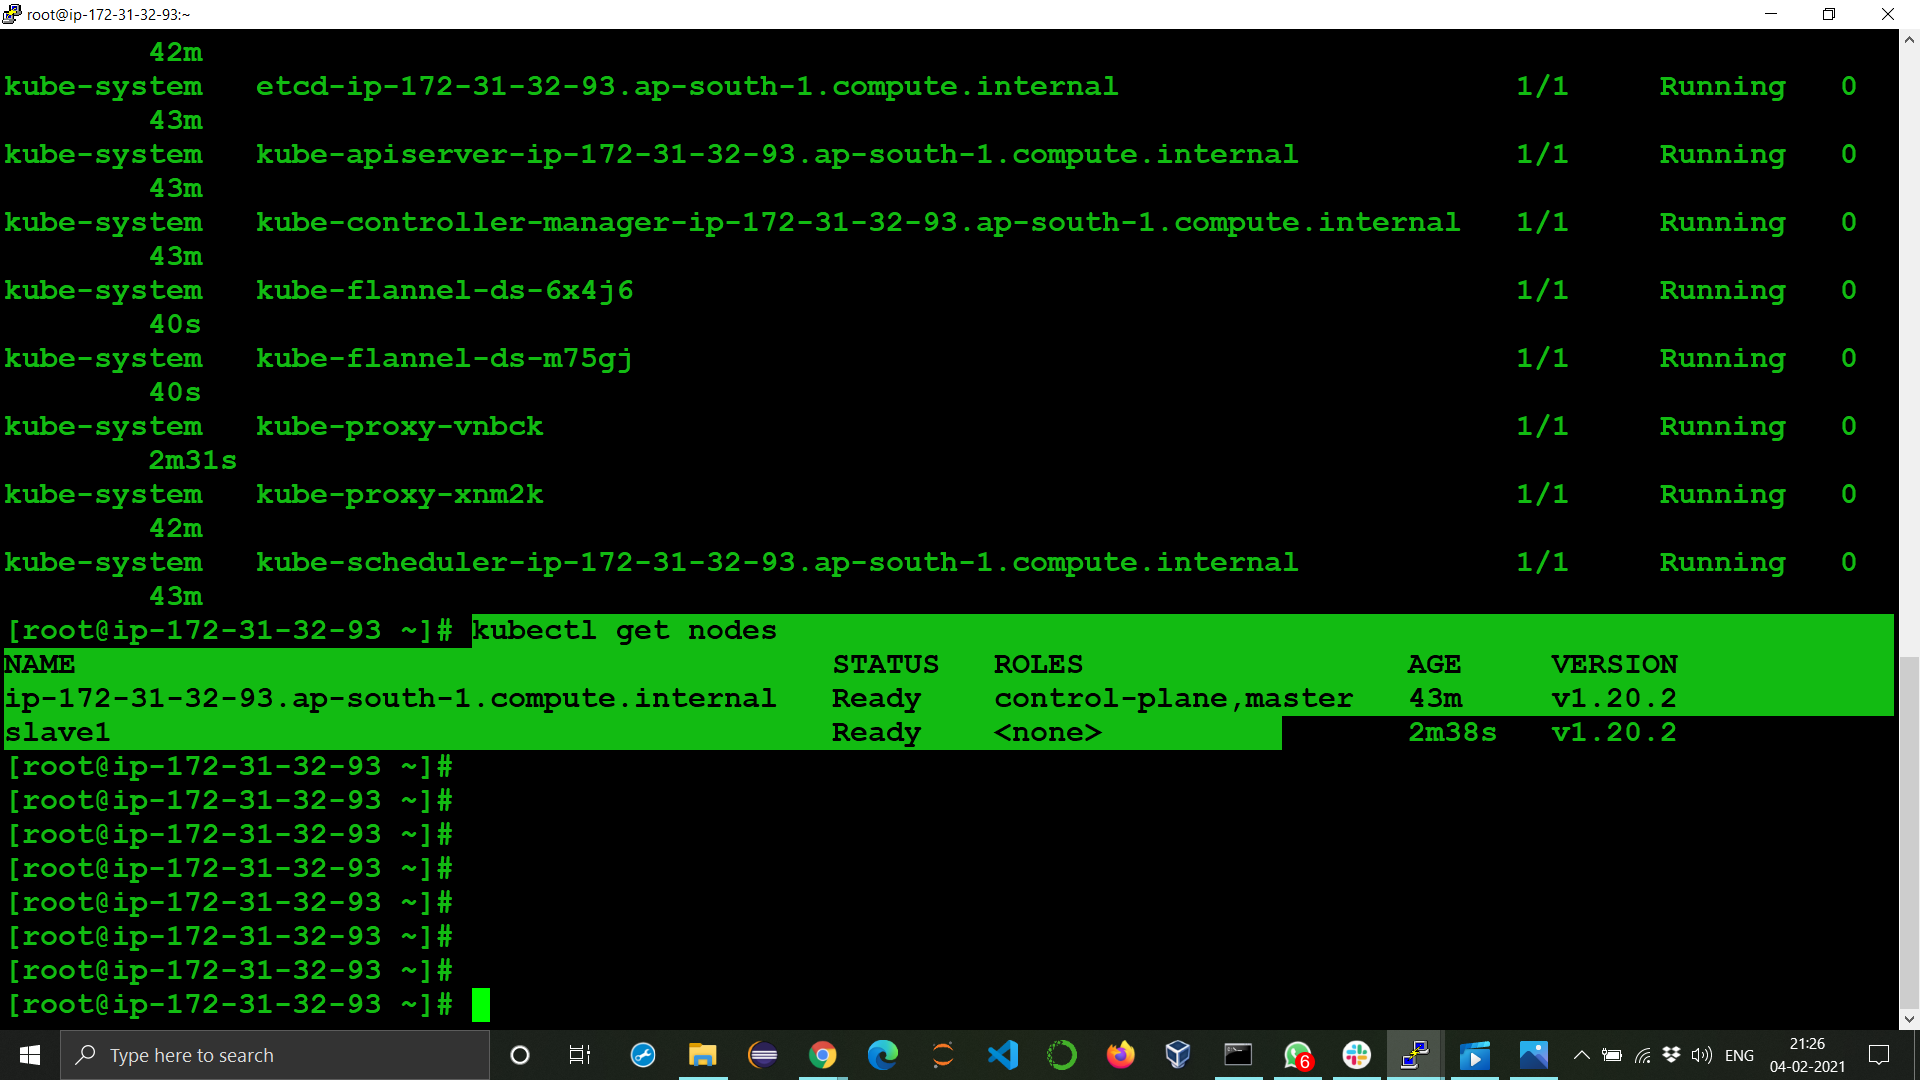 root@ip-172-31-32-93:~
42m
kube-system etcd-ip-172-31-32-93.ap-south-1.compute.internal 1/1 Running 0
43m
kube-system kube-apiserver-ip-172-31-32-93.ap-south-1.compute.internal 1/1 Running 0
43m
kube-system kube-controller-manager-ip-172-31-32-93.ap-south-1.compute.internal 1/1 Running 0
43m
kube-system kube-flannel-ds-6x4j6 1/1 Running 0
40s
kube-system kube-flannel-ds-m75gj 1/1 Running 0
40s
kube-system kube-proxy-vnbck 1/1 Running 0
2m31s
kube-system kube-proxy-xnm2k 1/1 Running 0
42m
kube-system kube-scheduler-ip-172-31-32-93.ap-south-1.compute.internal 1/1 Running 0
43m
[root@ip-172-31-32-93 ~]# kubectl get nodes
NAME STATUS ROLES AGE VERSION
ip-172-31-32-93.ap-south-1.compute.internal Ready control-plane,master 43m v1.20.2
slave1 Ready <none> 2m38s v1.20.2
[root@ip-172-31-32-93 ~]#
[root@ip-172-31-32-93 ~]#
[root@ip-172-31-32-93 ~]#
[root@ip-172-31-32-93 ~]#
[root@ip-172-31-32-93 ~]#
[root@ip-172-31-32-93 ~]#
[root@ip-172-31-32-93 ~]#
[root@ip-172-31-32-93 ~]#
Type here to search 6 ENG 21:26
04-02-2021